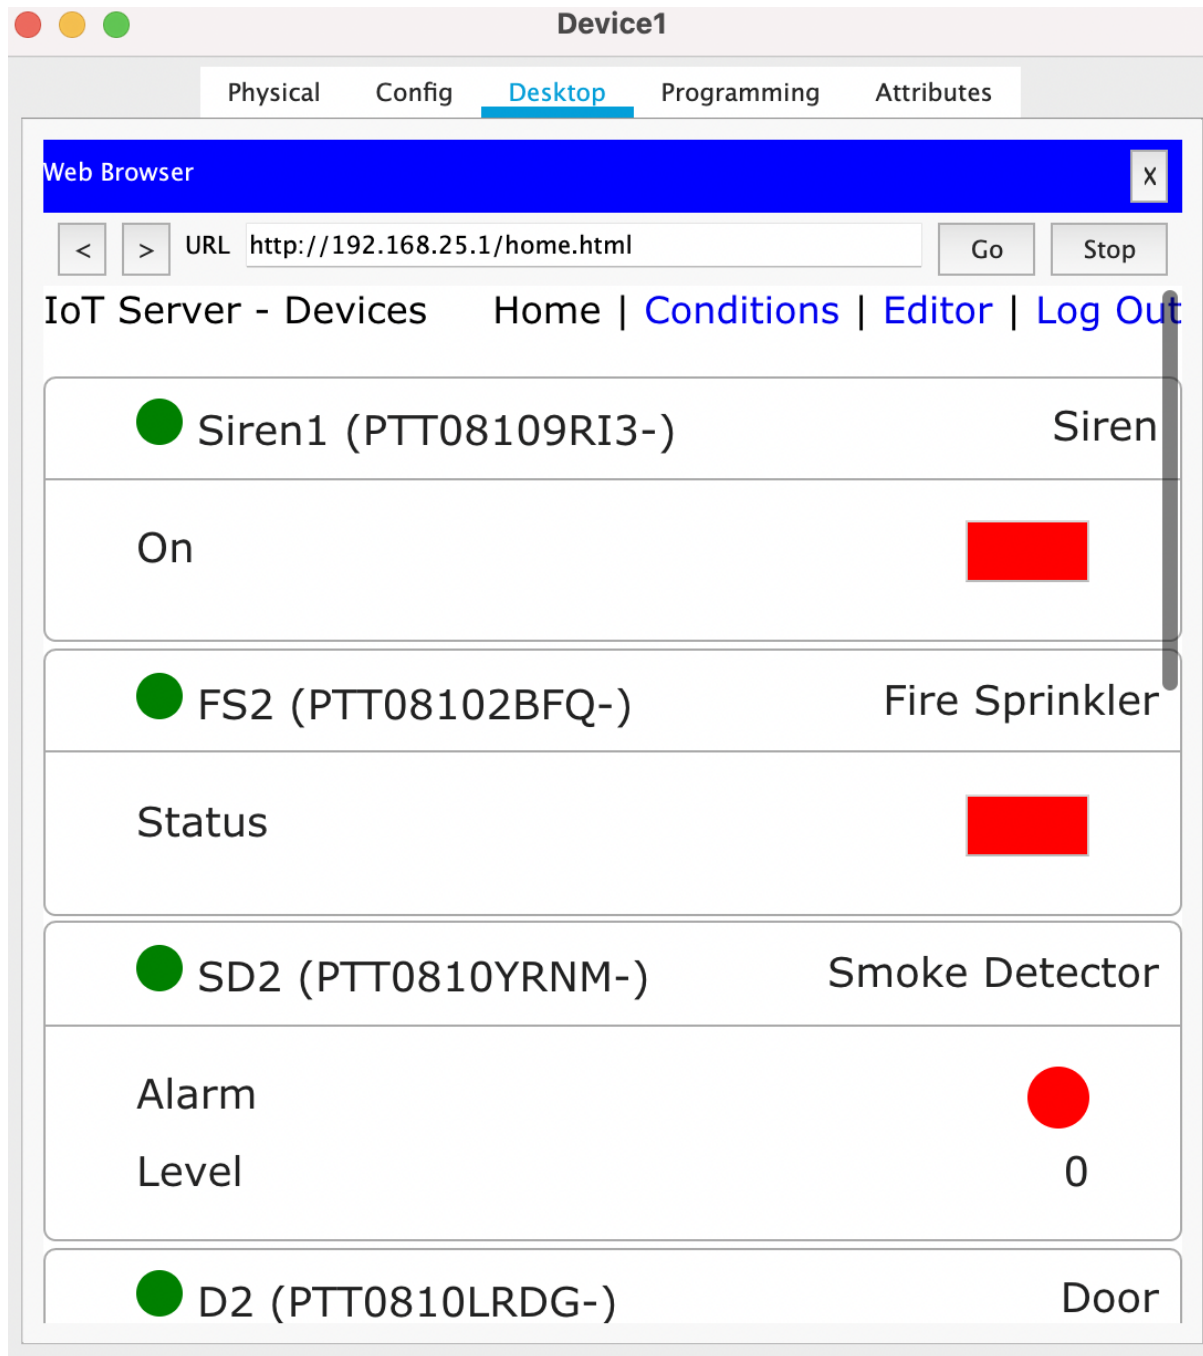 Device1
Physical Config Desktop Programming Attributes
Web Browser X
< > URL http://192.168.25.1/home.html Go Stop
IoT Server - Devices Home | Conditions | Editor | Log Out
Siren1 (PTT08109RI3-) Siren
On
FS2 (PTT08102BFQ-) Fire Sprinkler
Status
SD2 (PTT0810YRNM-) Smoke Detector
Alarm
Level 0
D2 (PTT0810LRDG-) Door